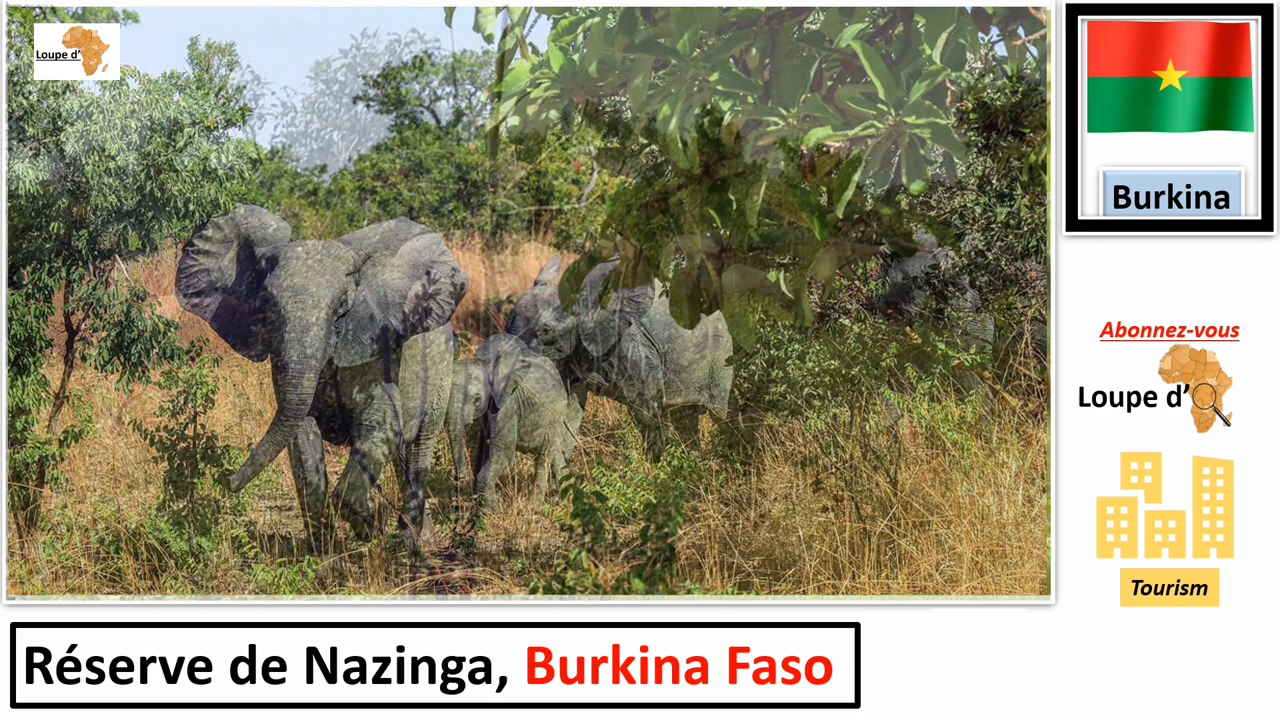 Loupe d’
Burkina
Abonnez-vous
Loupe d’
Tourism
Réserve de Nazinga, Burkina Faso